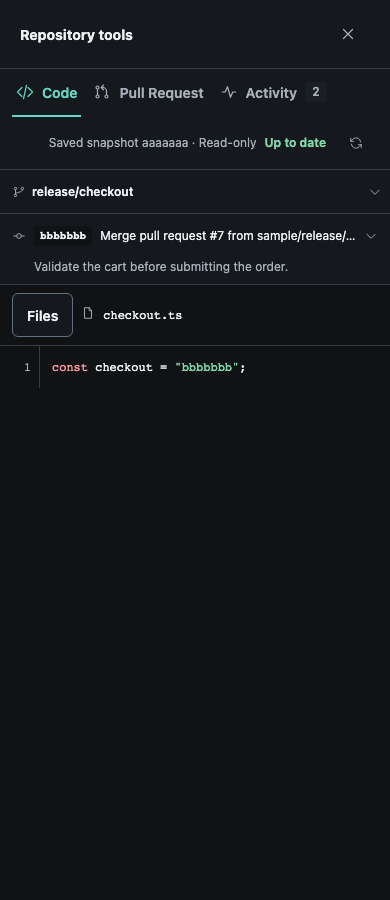 Repository tools
Code Pull Request Activity 2
Saved snapshot aaaaaaa · Read-only Up to date
release/checkout
bbbbbbb Merge pull request #7 from sample/release/...
Validate the cart before submitting the order.
Files checkout.ts
1 const checkout = "bbbbbbb";